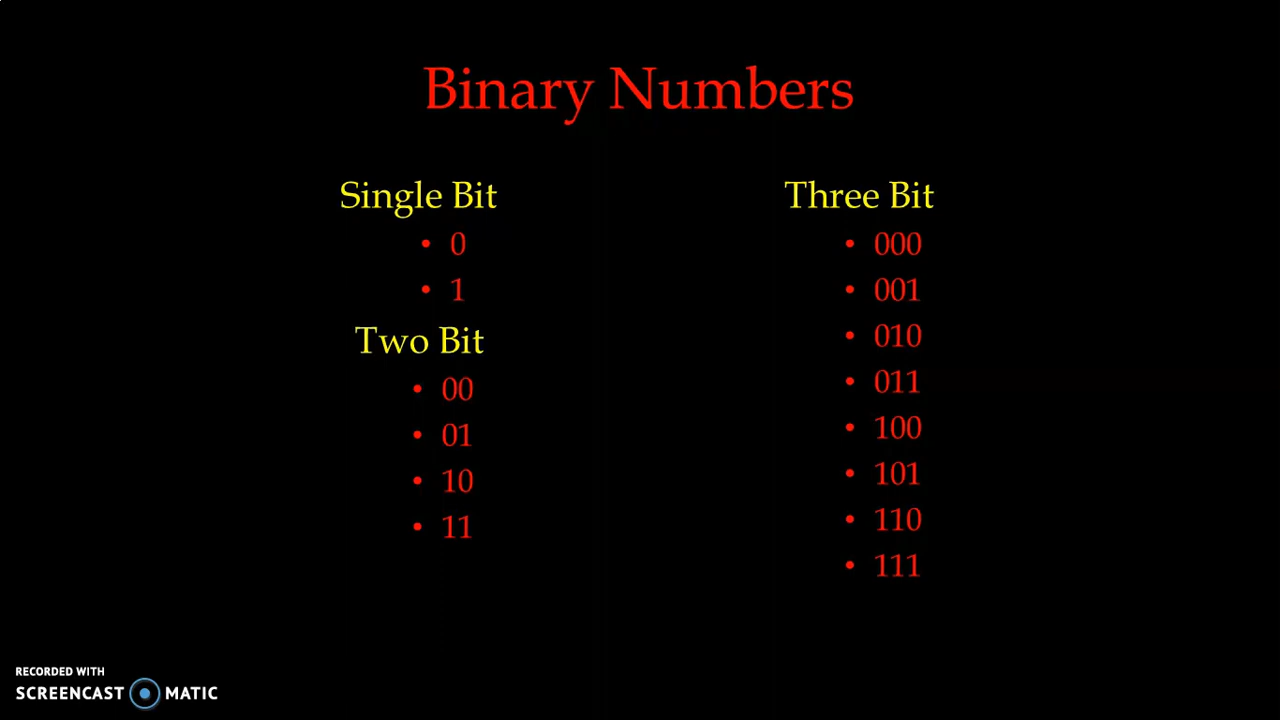 Binary Numbers
Single Bit
• 0
• 1
Two Bit
• 00
• 01
• 10
• 11
Three Bit
• 000
• 001
• 010
• 011
• 100
• 101
• 110
• 111
RECORDED WITH
SCREENCAST MATIC